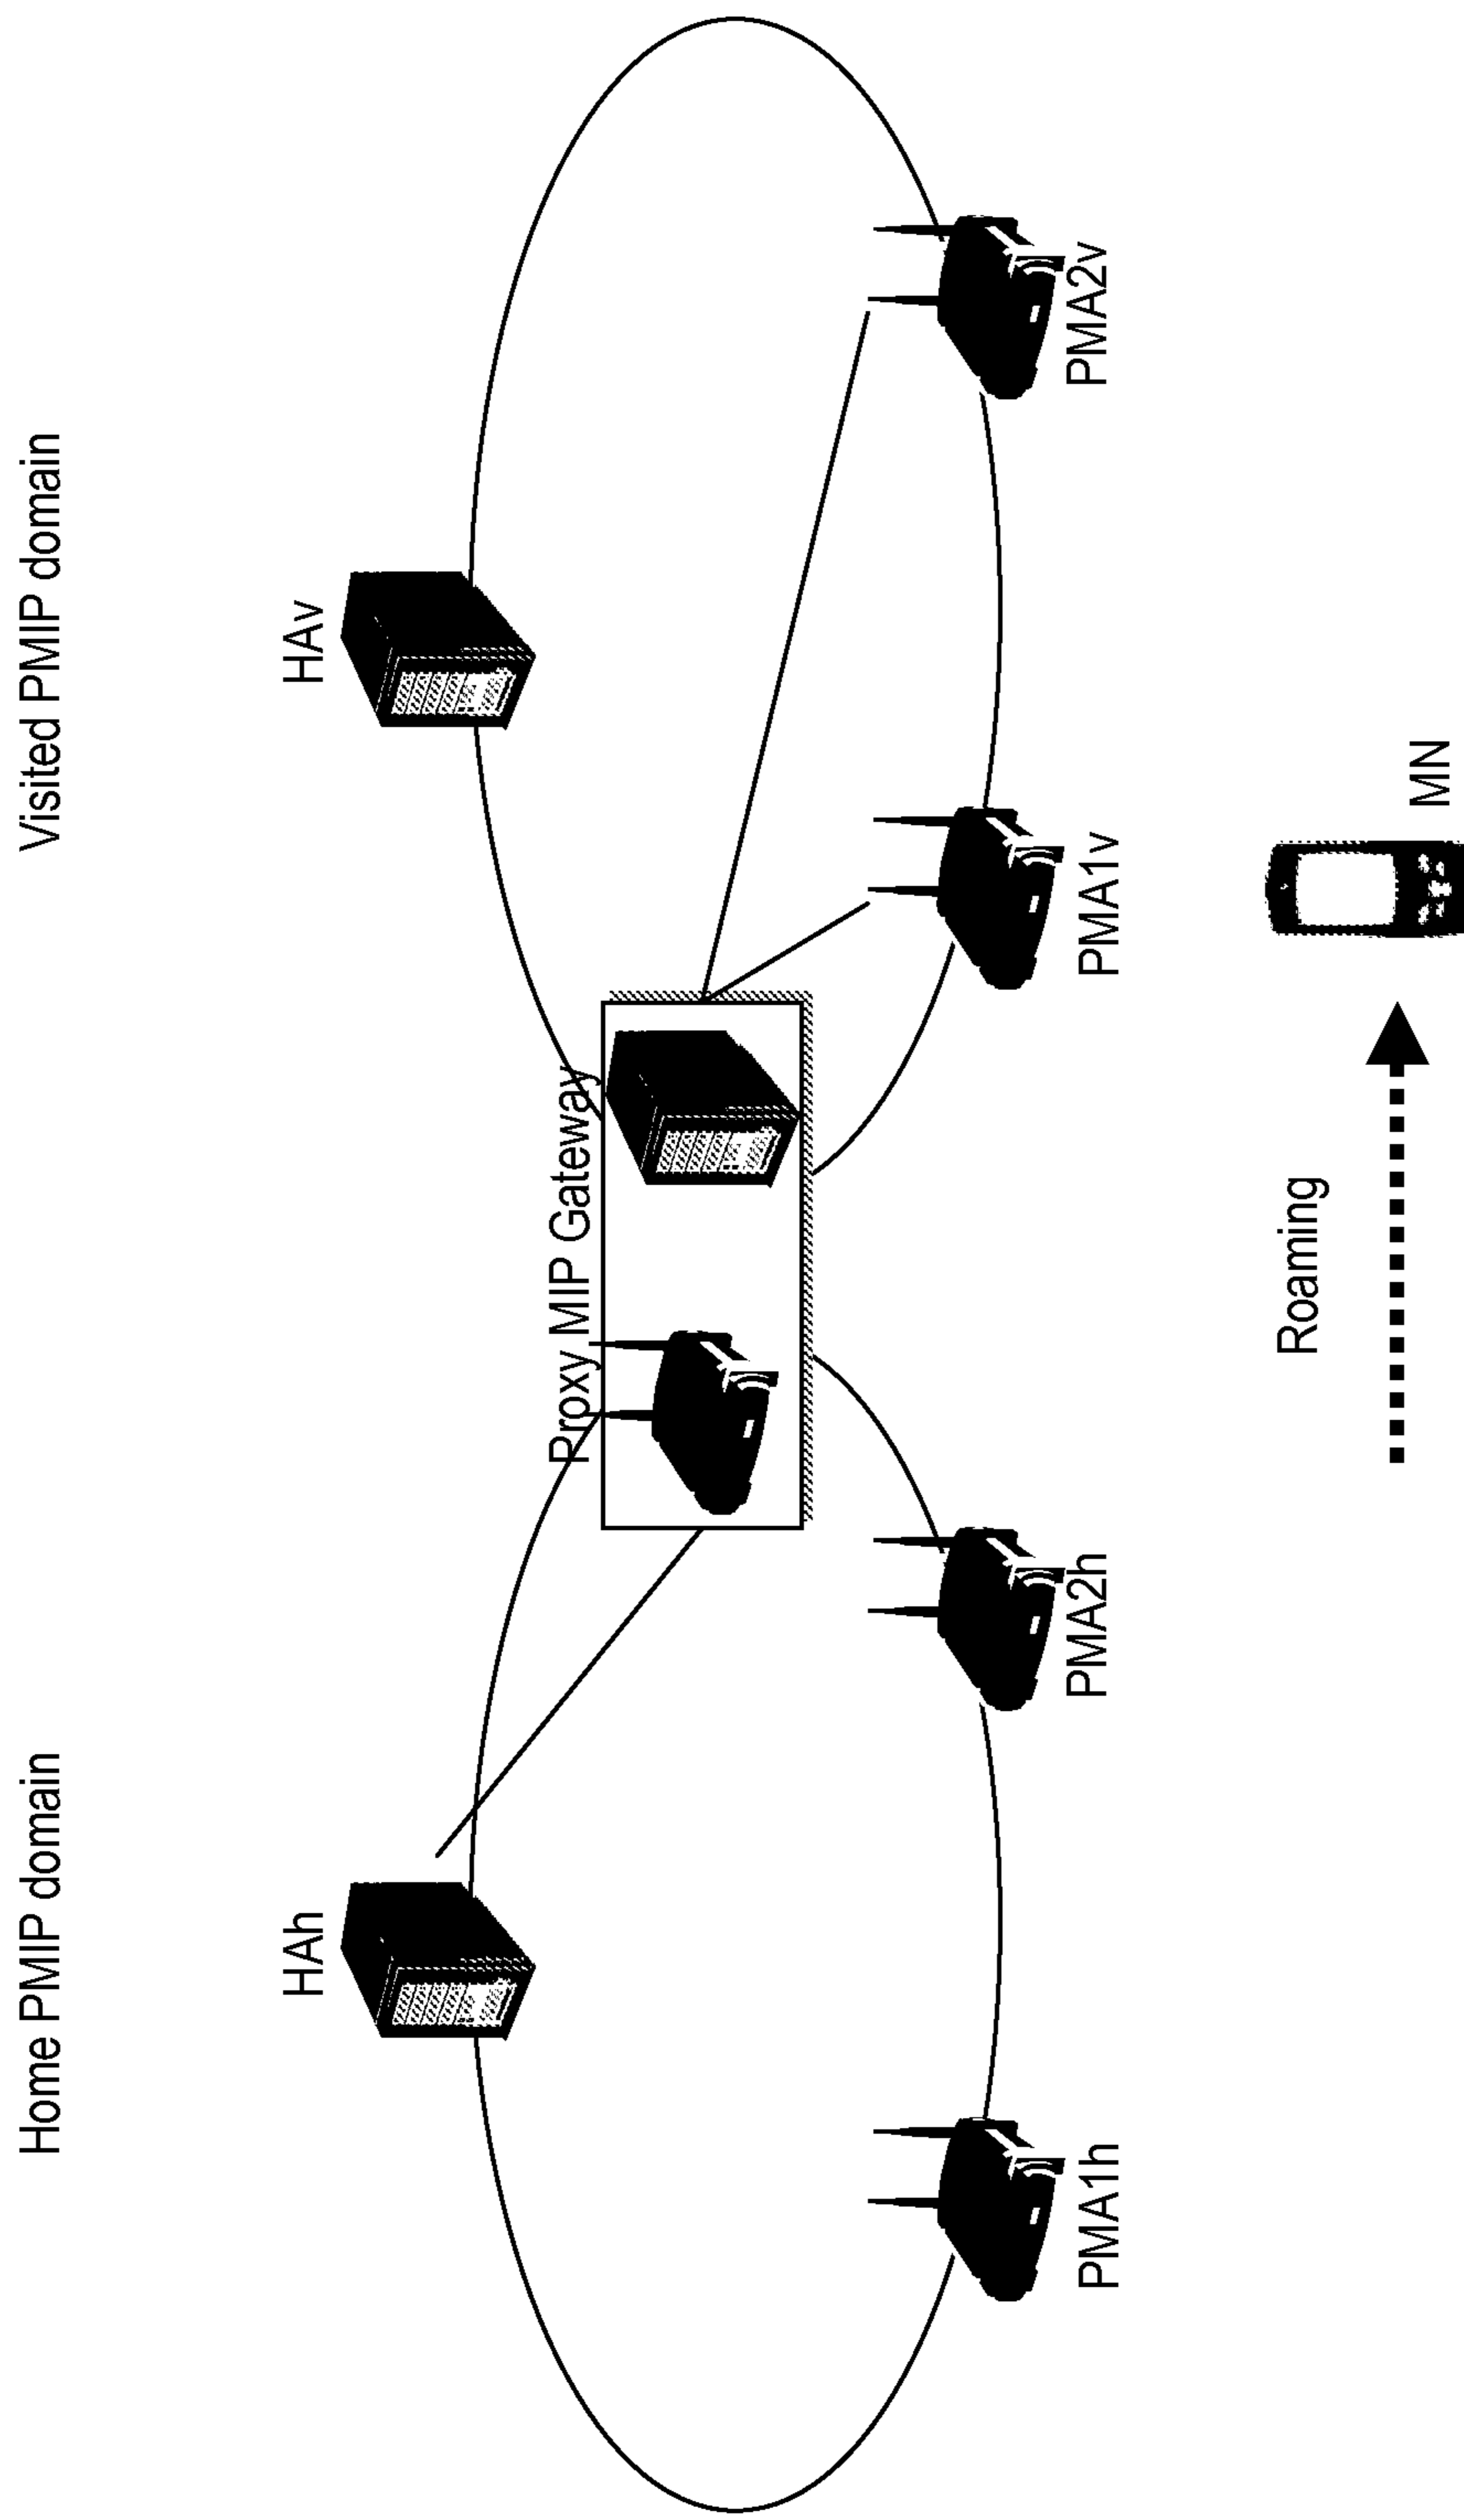 Home PMIP domain
Visited PMIP domain
HAh
HAv
Proxy MIP Gateway
PMA1h
PMA2h
PMA1v
PMA2v
Roaming
MN